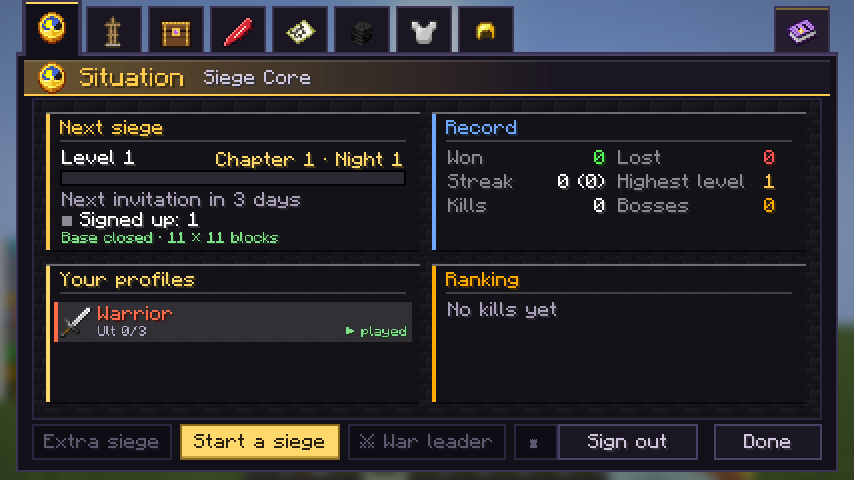 Situation Siege Core
Next siege
Level 1 Chapter 1 · Night 1
Next invitation in 3 days
Signed up: 1
Base closed · 11 × 11 blocks
Record
Won 0 Lost 0
Streak 0 (0) Highest level 1
Kills 0 Bosses 0
Your profiles
Warrior
Ult 0/3 ► played
Ranking
No kills yet
Extra siege Start a siege ⚔ War leader Sign out Done